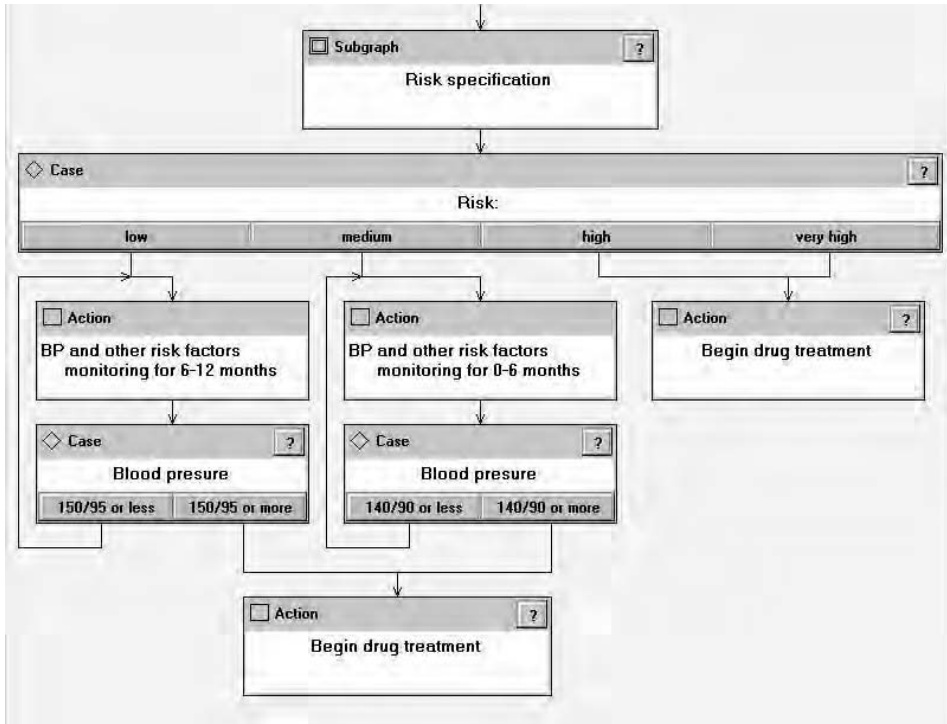 Subgraph ?
Risk specification
Case ?
Risk:
low medium high very high
Action
BP and other risk factors
monitoring for 6-12 months
Action
BP and other risk factors
monitoring for 0-6 months
Action ?
Begin drug treatment
Case ?
Blood presure
150/95 or less 150/95 or more
Case ?
Blood presure
140/90 or less 140/90 or more
Action ?
Begin drug treatment